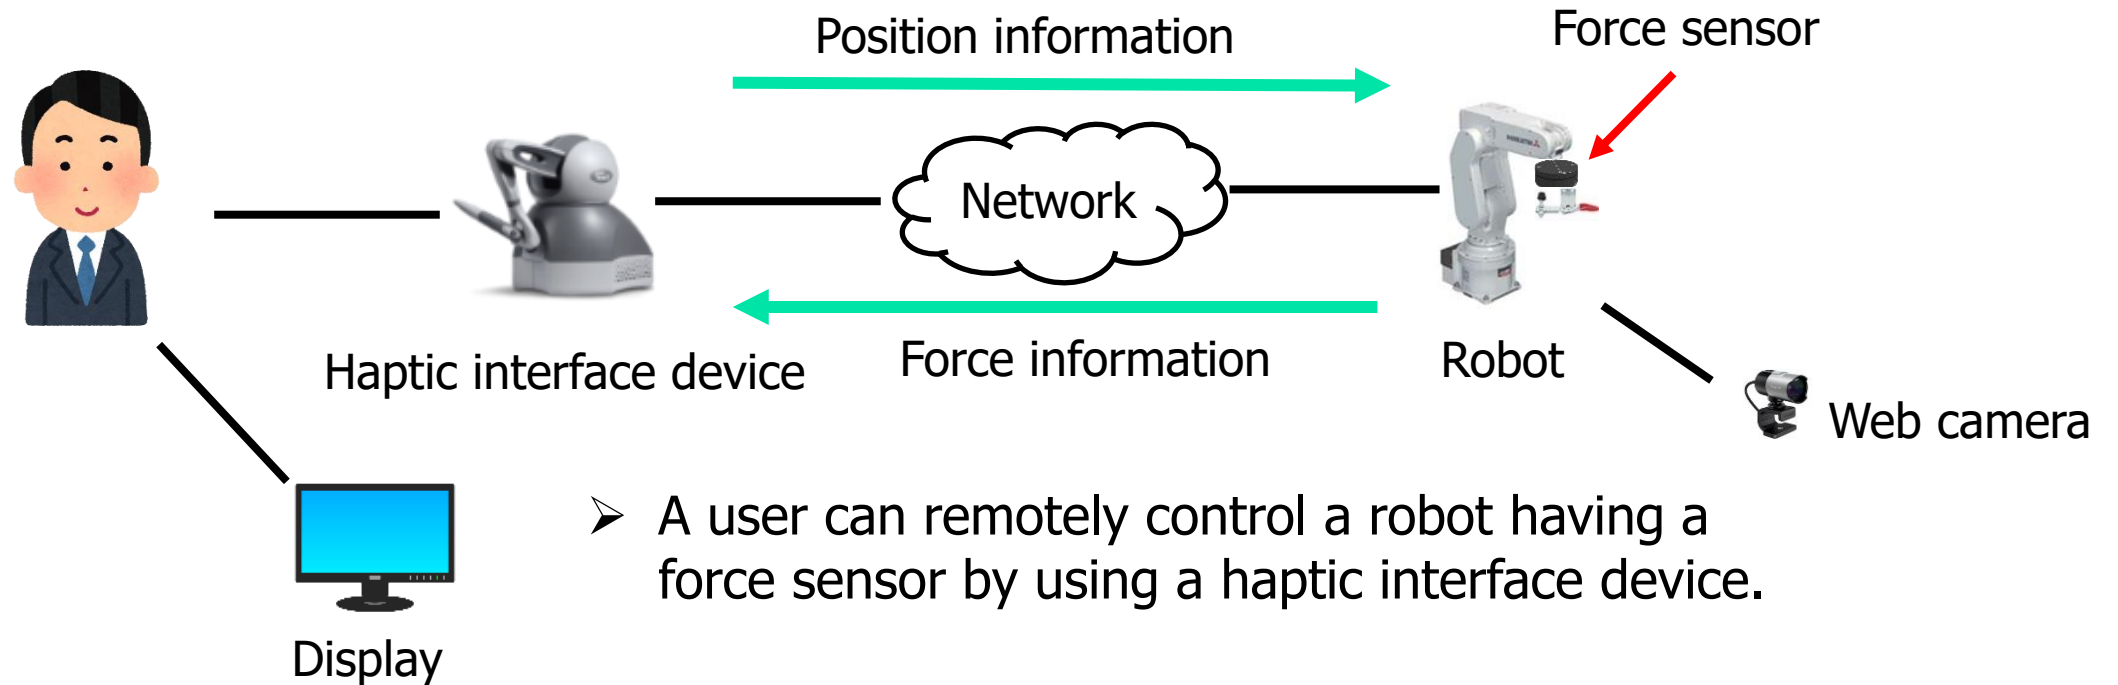 Position information
Force sensor
Network
Haptic interface device
Force information
Robot
Web camera
➢ A user can remotely control a robot having a
force sensor by using a haptic interface device.
Display